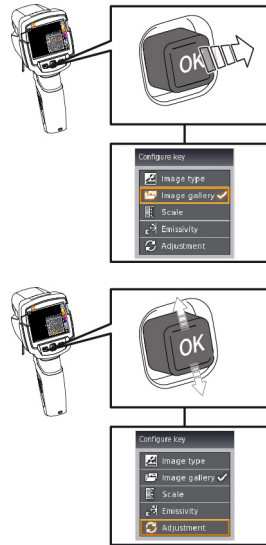 OK
Configure key
Image type
Image gallery
Scale
Emissivity
Adjustment
OK
Configure key
Image type
Image gallery
Scale
Emissivity
Adjustment